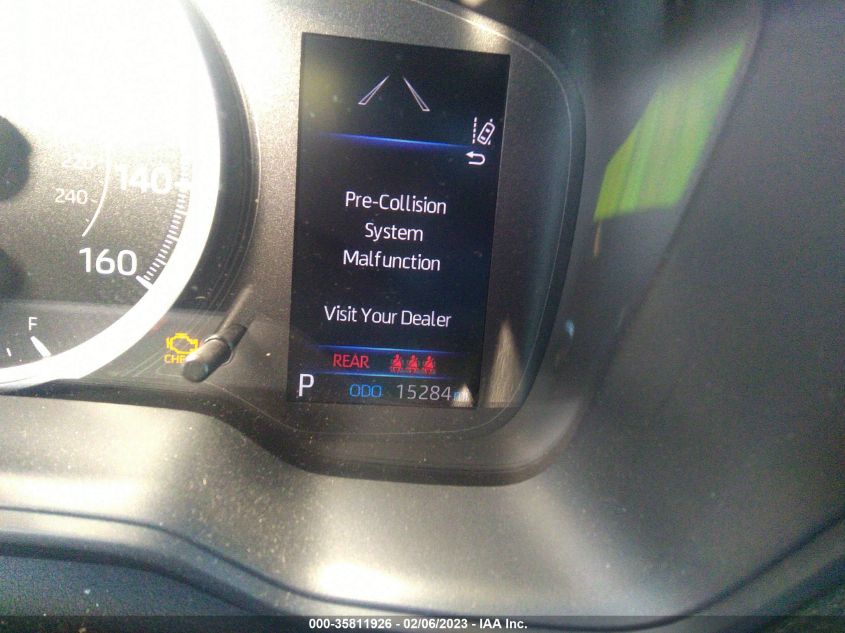 220
240
140
160
F
CHE
Pre-Collision
System
Malfunction
Visit Your Dealer
REAR
P ODO 15284
000-35811926 - 02/06/2023 - IAA Inc.